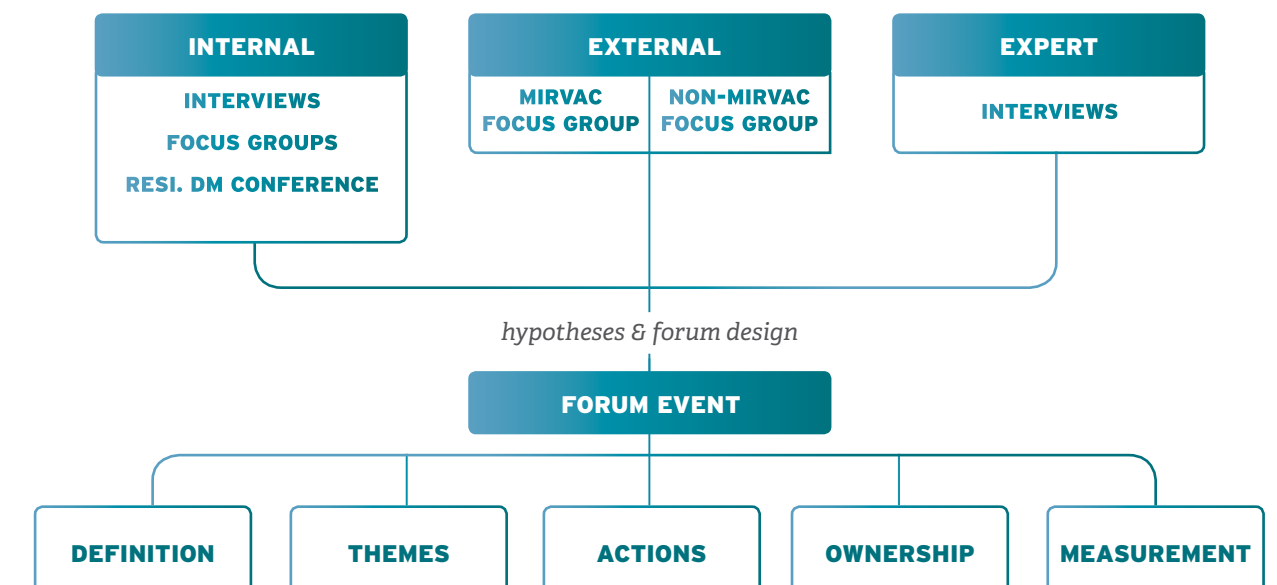 INTERNAL
INTERVIEWS
FOCUS GROUPS
RESI. DM CONFERENCE
EXTERNAL
MIRVAC
FOCUS GROUP
NON-MIRVAC
FOCUS GROUP
EXPERT
INTERVIEWS
hypotheses & forum design
FORUM EVENT
DEFINITION
THEMES
ACTIONS
OWNERSHIP
MEASUREMENT